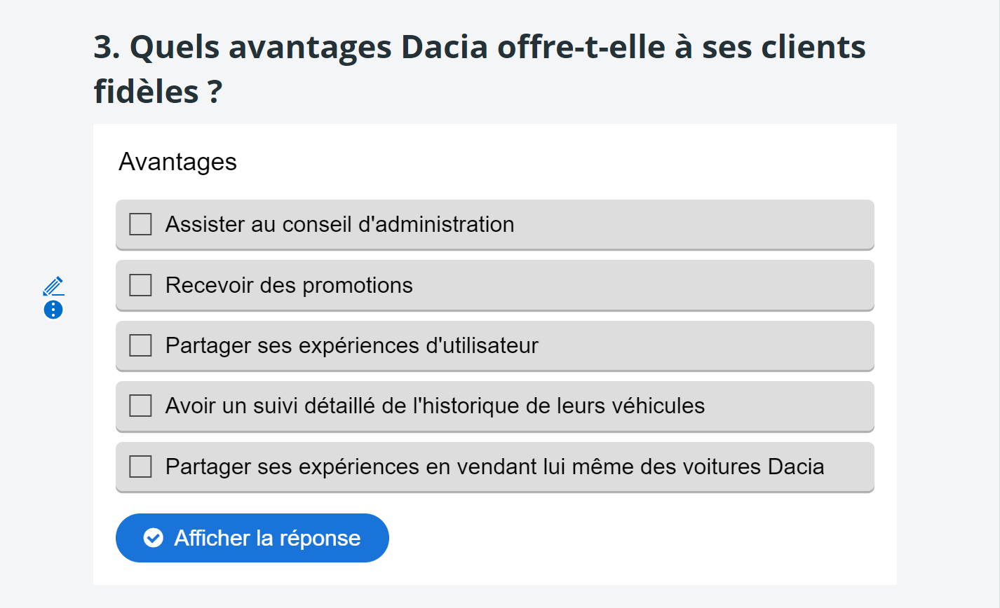 3. Quels avantages Dacia offre-t-elle à ses clients
fidèles ?
Avantages
Assister au conseil d'administration
Recevoir des promotions
Partager ses expériences d'utilisateur
Avoir un suivi détaillé de l'historique de leurs véhicules
Partager ses expériences en vendant lui même des voitures Dacia
Afficher la réponse